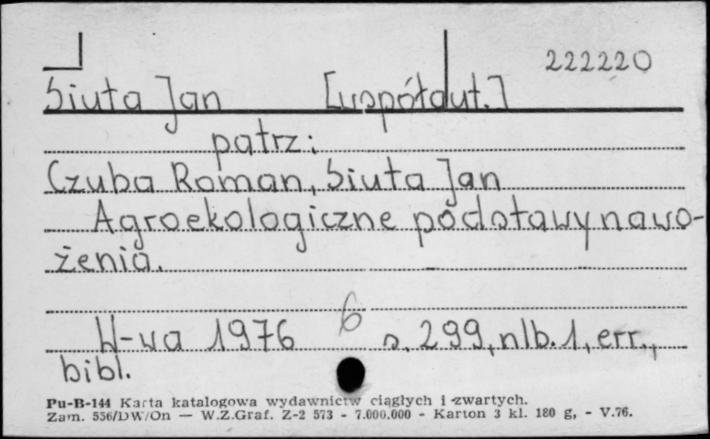 222220
Siuta Jan [współaut.]
patrz:
Czuba Roman, Siuta Jan
Agroekologiczne podstawy nawo-
żenia.
6
W-wa 1976 s. 299, nlb. 1, err.,
bibl.
Pu-B-144 Karta katalogowa wydawnictw ciągłych i zwartych.
Zam. 556/DW/On — W.Z.Graf. Z-2 573 - 7.000.000 - Karton 3 kl. 180 g, - V.76.